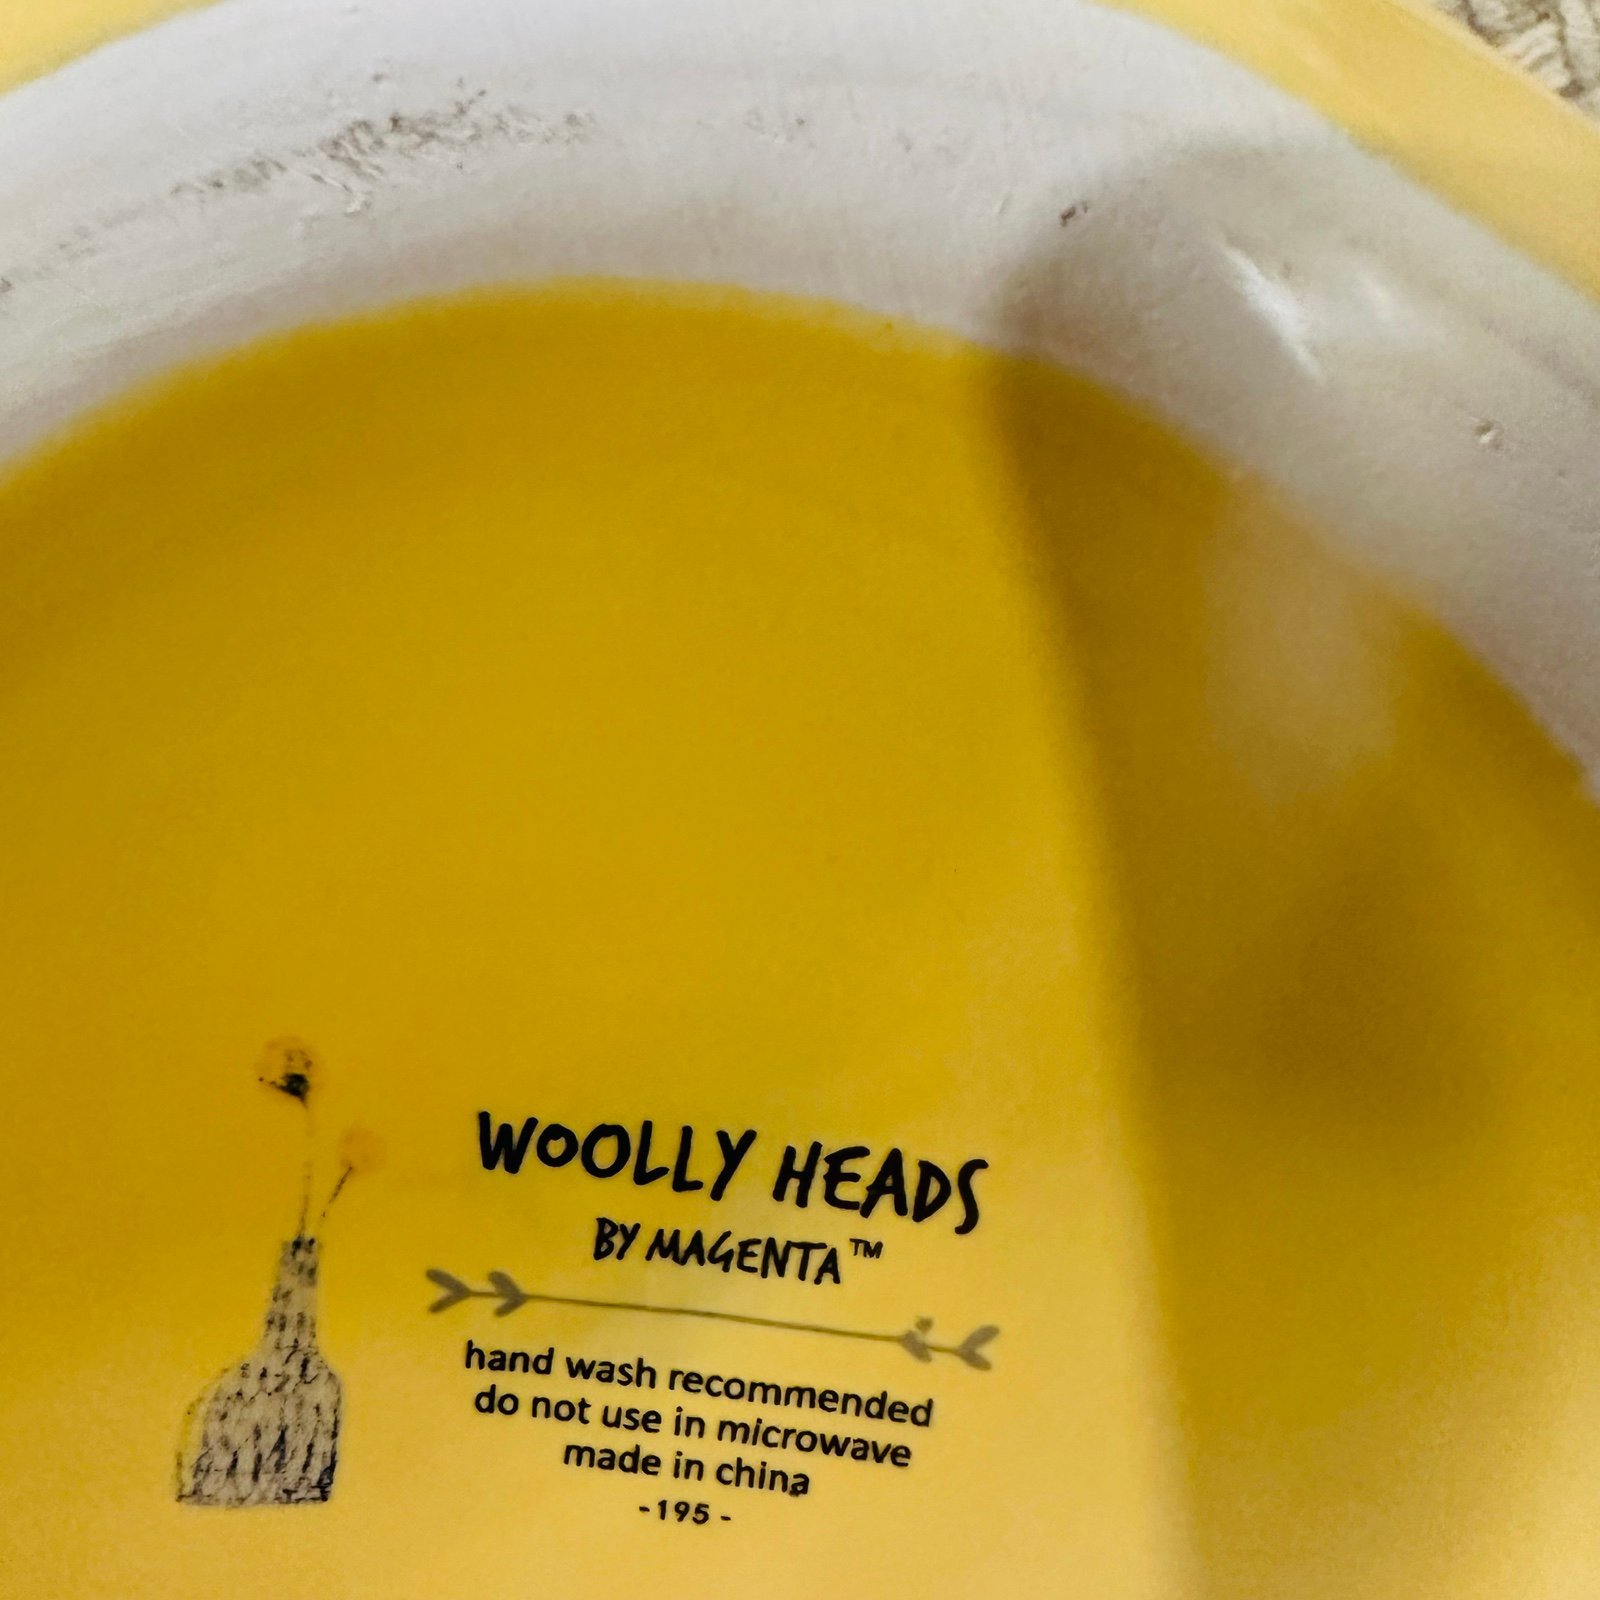 WOOLLY HEADS
BY MAGENTA™
hand wash recommended
do not use in microwave
made in china
-195-